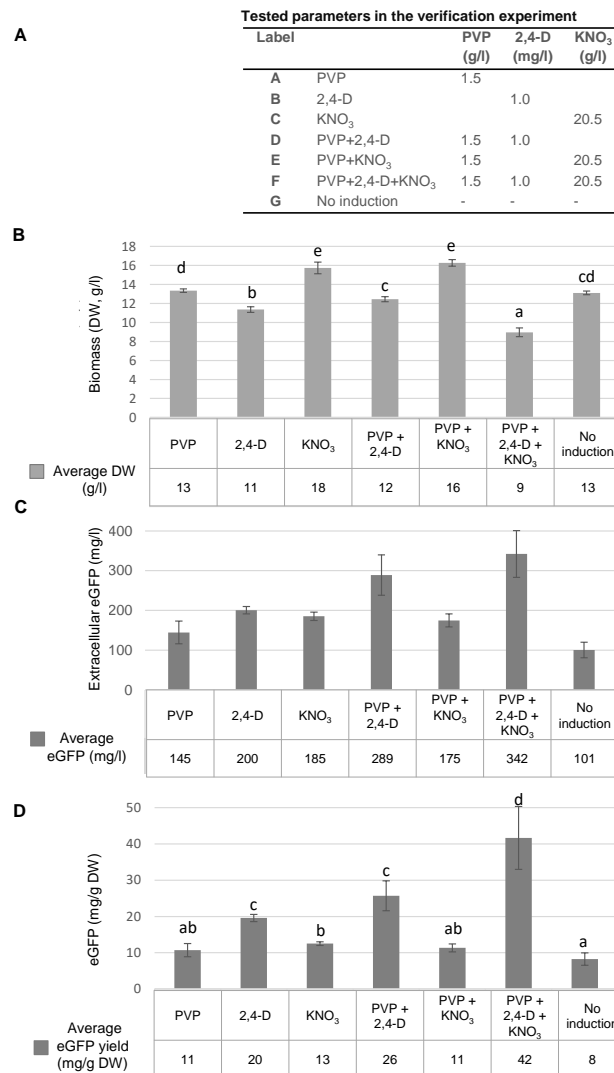 Tested parameters in the verification experiment
A
Label PVP (g/l) 2,4-D (mg/l) KNO₃ (g/l)
A PVP 1.5
B 2,4-D 1.0
C KNO₃ 20.5
D PVP+2,4-D 1.5 1.0
E PVP+KNO₃ 1.5 20.5
F PVP+2,4-D+KNO₃ 1.5 1.0 20.5
G No induction - - -
B
Biomass (DW, g/l)
18
16
14
12
10
8
6
4
2
0
d b e c e a cd
PVP 2,4-D KNO₃ PVP + 2,4-D PVP + KNO₃ PVP + 2,4-D + KNO₃ No induction
Average DW (g/l) 13 11 18 12 16 9 13
C
Extracellular eGFP (mg/l)
400
300
200
100
0
PVP 2,4-D KNO₃ PVP + 2,4-D PVP + KNO₃ PVP + 2,4-D + KNO₃ No induction
Average eGFP (mg/l) 145 200 185 289 175 342 101
D
eGFP (mg/g DW)
50
40
30
20
10
0
ab c b c ab d a
PVP 2,4-D KNO₃ PVP + 2,4-D PVP + KNO₃ PVP + 2,4-D + KNO₃ No induction
Average eGFP yield (mg/g DW) 11 20 13 26 11 42 8